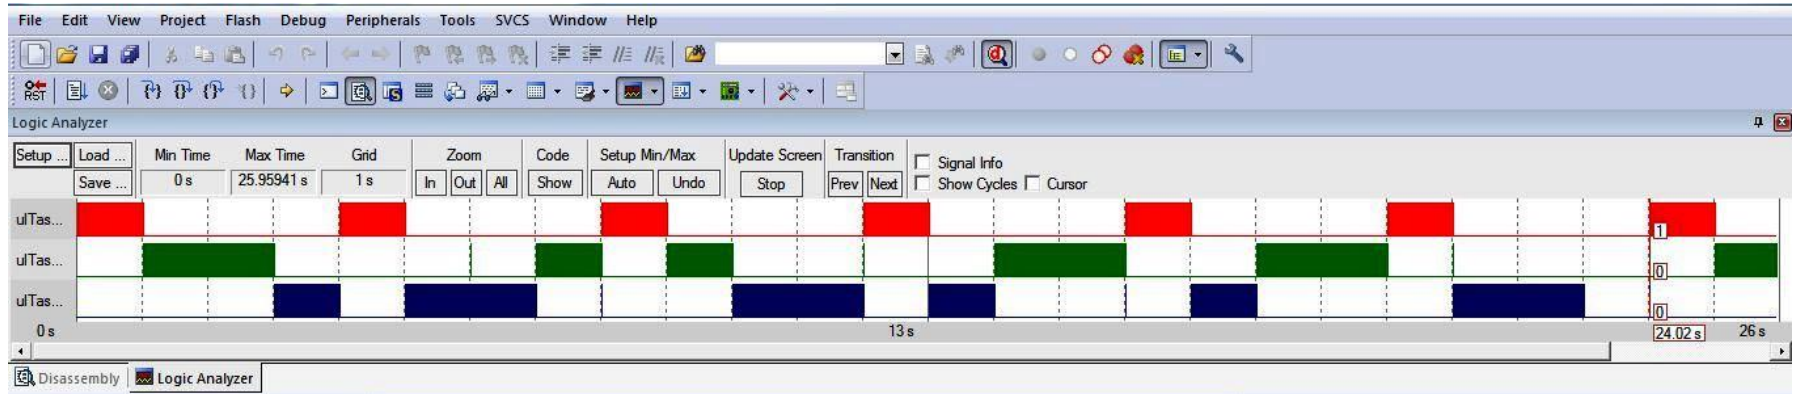 File Edit View Project Flash Debug Peripherals Tools SVCS Window Help
RST
Logic Analyzer
Setup ... Load ... Min Time Max Time Grid Zoom Code Setup Min/Max Update Screen Transition Signal Info
Save ... 0 s 25.95941 s 1 s In Out All Show Auto Undo Stop Prev Next Show Cycles Cursor
ulTas...
1
ulTas...
0
ulTas...
0
0 s 13 s 24.02 s 26 s
Disassembly Logic Analyzer